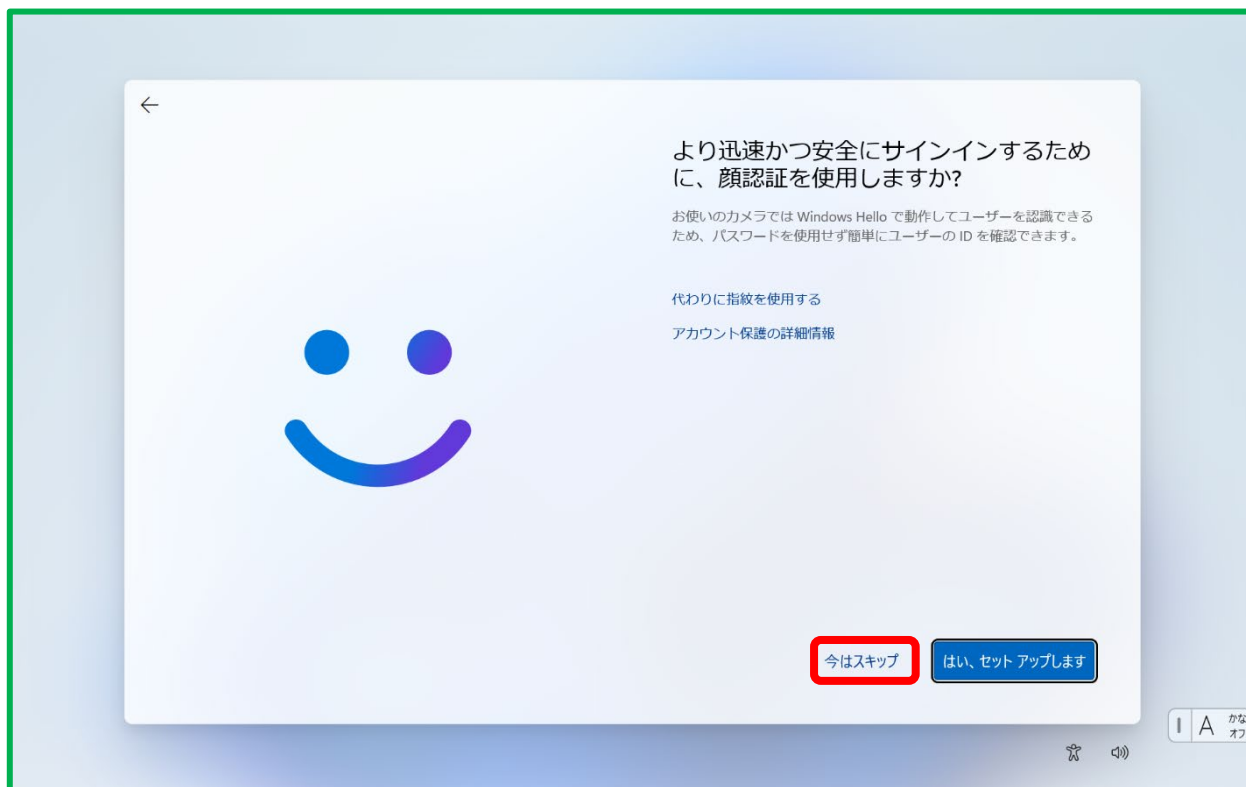 より迅速かつ安全にサインインするため
に、顔認証を使用しますか?
お使いのカメラでは Windows Hello で動作してユーザーを認識できる
ため、パスワードを使用せず簡単にユーザーの ID を確認できます。
代わりに指紋を使用する
アカウント保護の詳細情報
今はスキップ
はい、セット アップします
A
かな
オフ